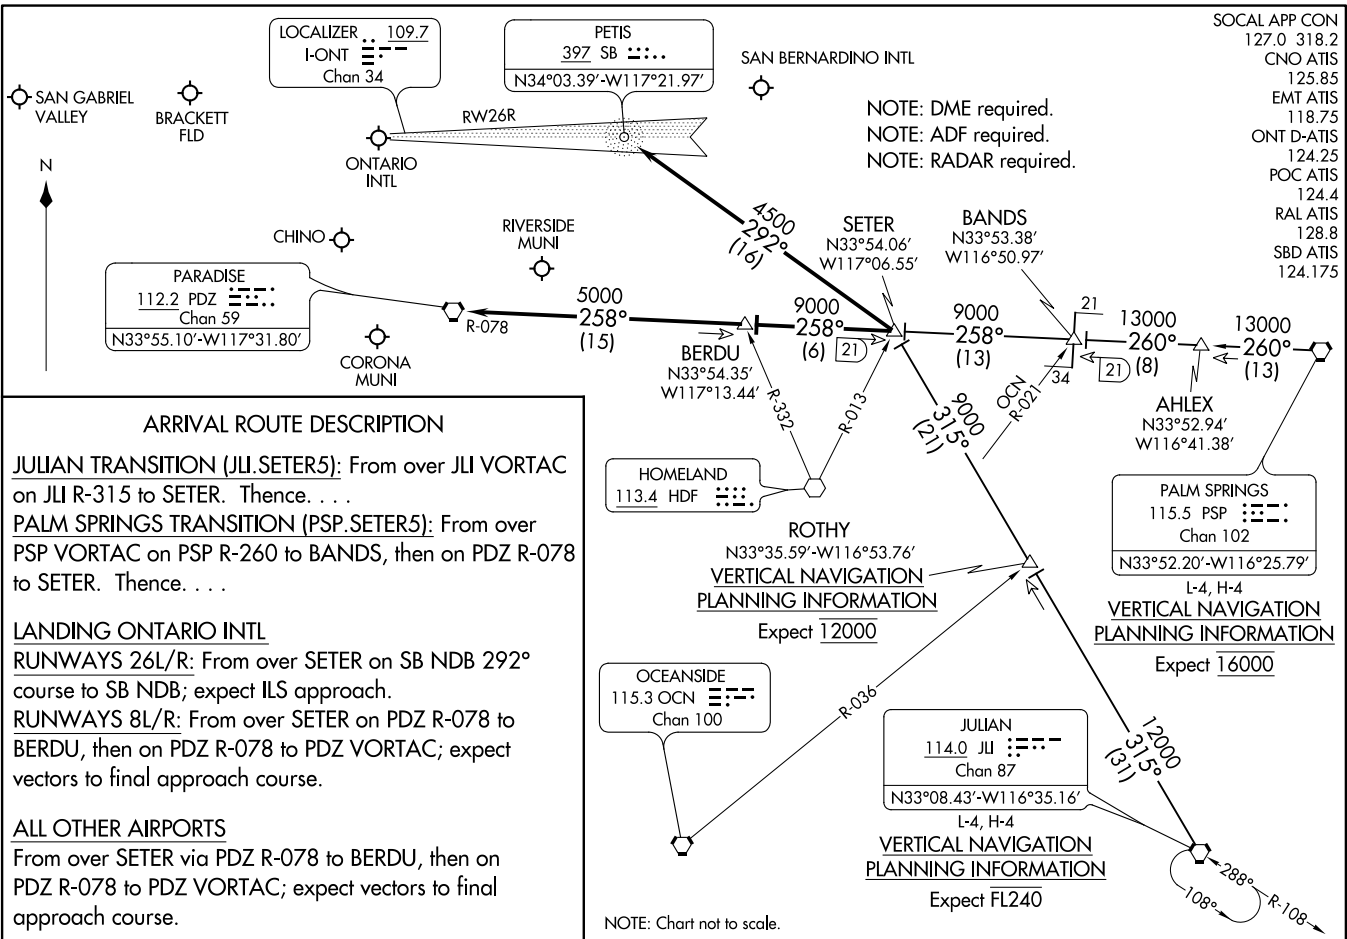 LOCALIZER 109.7
I-ONT
Chan 34
PETIS
397 SB
N34°03.39′-W117°21.97′
SAN BERNARDINO INTL
SOCAL APP CON
127.0 318.2
CNO ATIS
125.85
EMT ATIS
118.75
ONT D-ATIS
124.25
POC ATIS
124.4
RAL ATIS
128.8
SBD ATIS
124.175
NOTE: DME required.
NOTE: ADF required.
NOTE: RADAR required.
SAN GABRIEL
VALLEY
BRACKETT
FLD
RW26R
ONTARIO
INTL
N
CHINO
RIVERSIDE
MUNI
4500
292°
(16)
SETER
N33°54.06′
W117°06.55′
BANDS
N33°53.38′
W116°50.97′
PARADISE
112.2 PDZ
Chan 59
N33°55.10′-W117°31.80′
R-078
CORONA
MUNI
5000
258°
(15)
9000
258°
(6)
21
9000
258°
(13)
21
34
13000
260°
(8)
21
13000
260°
(13)
BERDU
N33°54.35′
W117°13.44′
R-332
R-013
OCN
R-021
9000
315°
(21)
AHLEX
N33°52.94′
W116°41.38′
HOMELAND
113.4 HDF
PALM SPRINGS
115.5 PSP
Chan 102
N33°52.20′-W116°25.79′
L-4, H-4
VERTICAL NAVIGATION
PLANNING INFORMATION
Expect 16000
ROTHY
N33°35.59′-W116°53.76′
VERTICAL NAVIGATION
PLANNING INFORMATION
Expect 12000
OCEANSIDE
115.3 OCN
Chan 100
R-036
12000
315°
(31)
JULIAN
114.0 JLI
Chan 87
N33°08.43′-W116°35.16′
L-4, H-4
VERTICAL NAVIGATION
PLANNING INFORMATION
Expect FL240
288°
108°
R-108
NOTE: Chart not to scale.
ARRIVAL ROUTE DESCRIPTION
JULIAN TRANSITION (JLI.SETER5): From over JLI VORTAC
on JLI R-315 to SETER. Thence. . . .
PALM SPRINGS TRANSITION (PSP.SETER5): From over
PSP VORTAC on PSP R-260 to BANDS, then on PDZ R-078
to SETER. Thence. . . .
LANDING ONTARIO INTL
RUNWAYS 26L/R: From over SETER on SB NDB 292°
course to SB NDB; expect ILS approach.
RUNWAYS 8L/R: From over SETER on PDZ R-078 to
BERDU, then on PDZ R-078 to PDZ VORTAC; expect
vectors to final approach course.
ALL OTHER AIRPORTS
From over SETER via PDZ R-078 to BERDU, then on
PDZ R-078 to PDZ VORTAC; expect vectors to final
approach course.